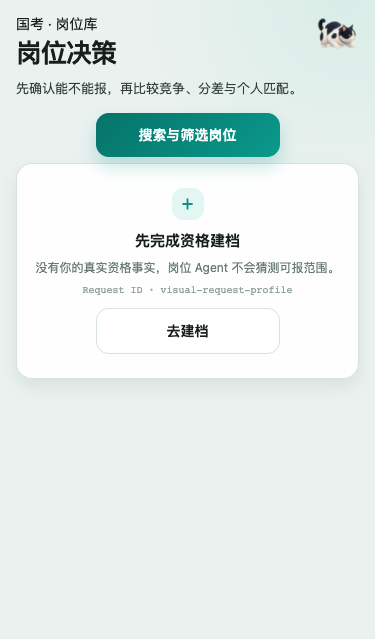 国考 · 岗位库
岗位决策
先确认能不能报，再比较竞争、分差与个人匹配。
搜索与筛选岗位
+
先完成资格建档
没有你的真实资格事实，岗位 Agent 不会猜测可报范围。
Request ID · visual-request-profile
去建档